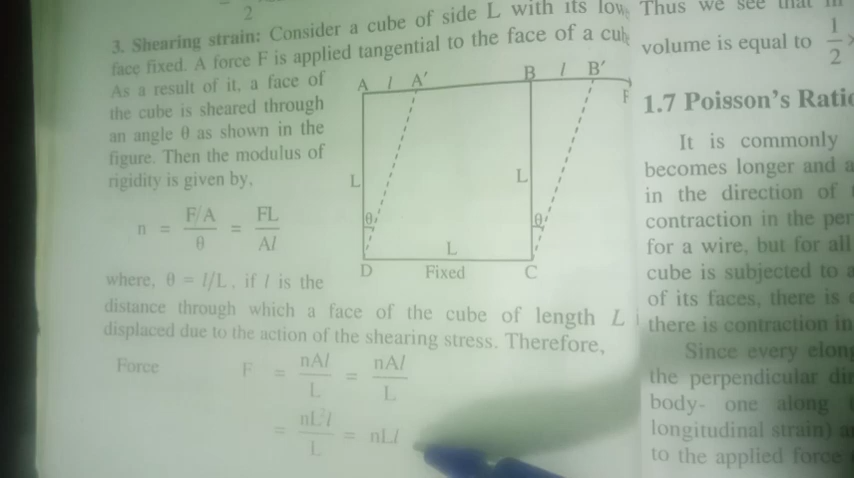 2
3. Shearing strain: Consider a cube of side L with its
face fixed. A force F is applied tangential to the face of a
As a result of it, a face of
the cube is sheared through
an angle θ as shown in the
figure. Then the modulus of
rigidity is given by,
n = F/A / θ = FL / Al
A l A′ B l B′
F
L L
θ θ
L
D Fixed C
where, θ = l/L, if l is the
distance through which a face of the cube of length L
displaced due to the action of the shearing stress. Therefore,
Force F = nAl / L = nAl / L
= nL²l / L = nLl
Thus we see that
volume is equal to 1/2 ×
1.7 Poisson's
It is commonly
becomes longer and
in the direction of
contraction in the
for a wire, but for all
cube is subjected to
of its faces, there is
there is contraction in
Since every
the perpendicular
body- one along
longitudinal strain)
to the applied force